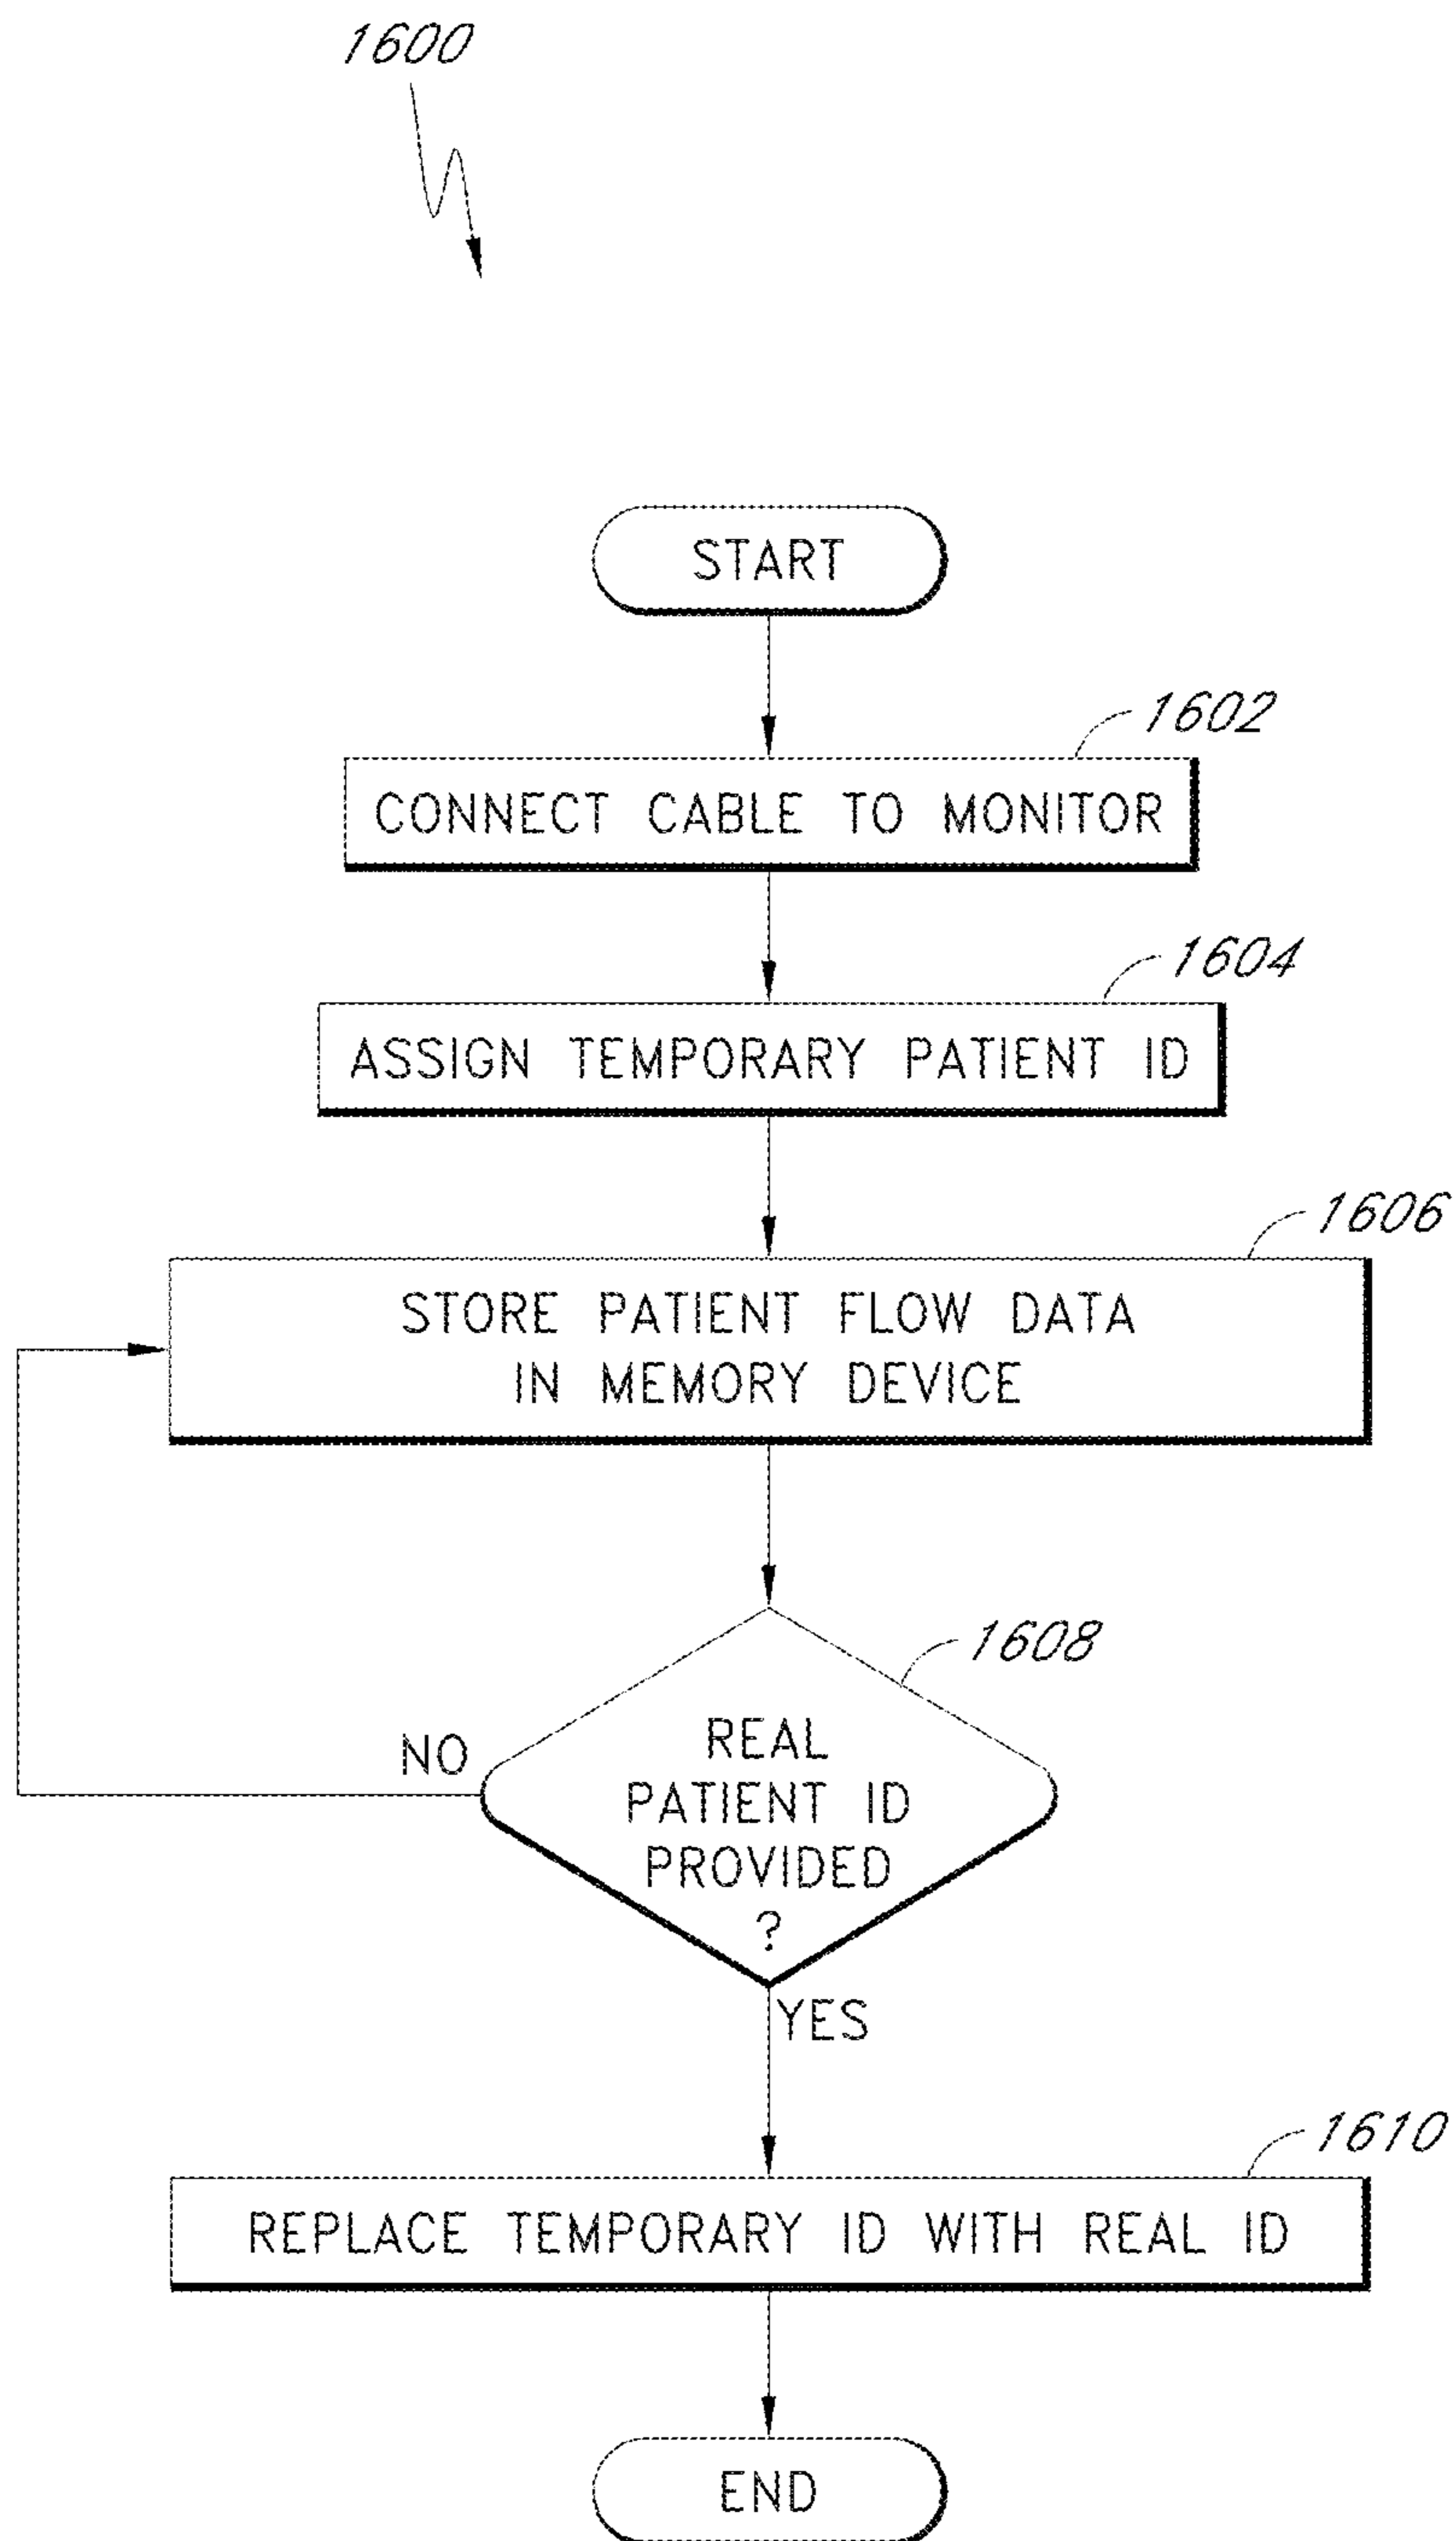 1600
START
1602
CONNECT CABLE TO MONITOR
1604
ASSIGN TEMPORARY PATIENT ID
1606
STORE PATIENT FLOW DATA
IN MEMORY DEVICE
1608
NO
REAL
PATIENT ID
PROVIDED
?
YES
1610
REPLACE TEMPORARY ID WITH REAL ID
END